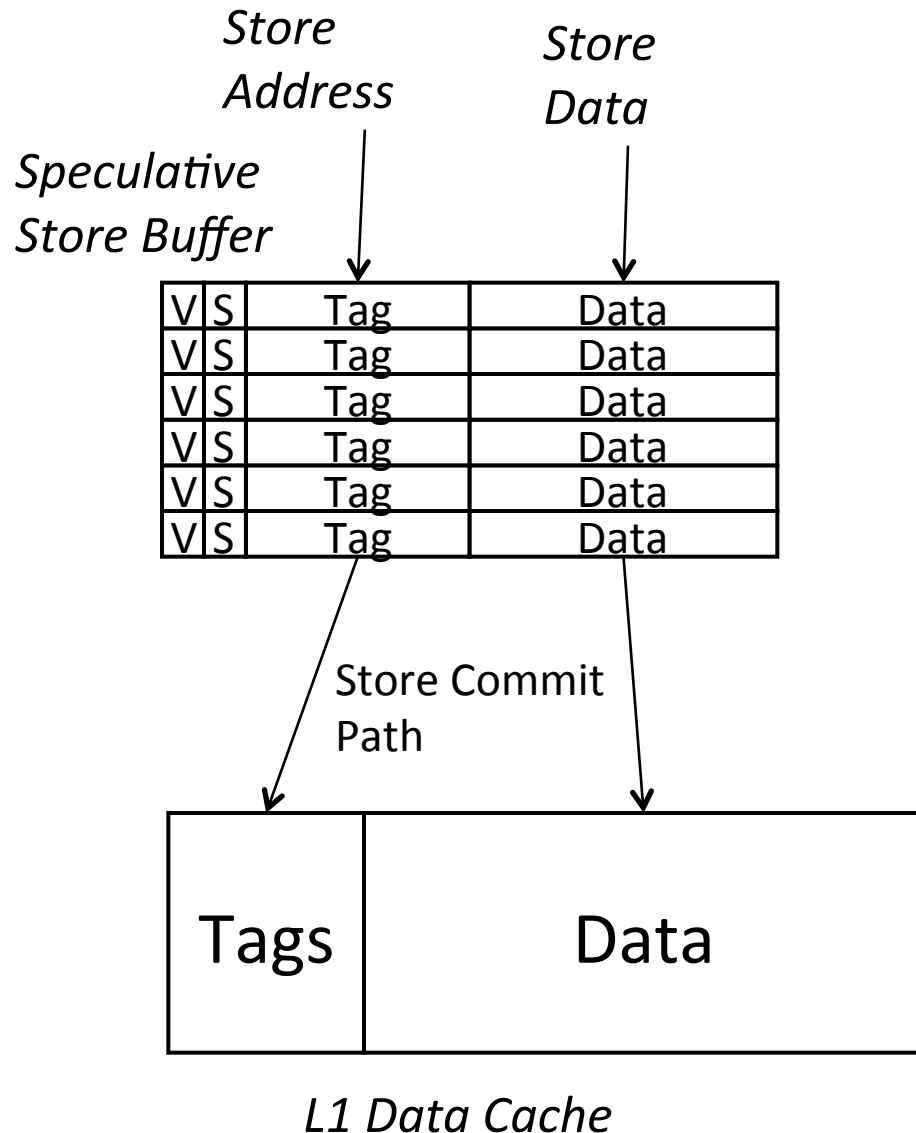 Store
Address
Store
Data
Speculative
Store Buffer
V S Tag Data
V S Tag Data
V S Tag Data
V S Tag Data
V S Tag Data
V S Tag Data
Store Commit
Path
Tags Data
L1 Data Cache